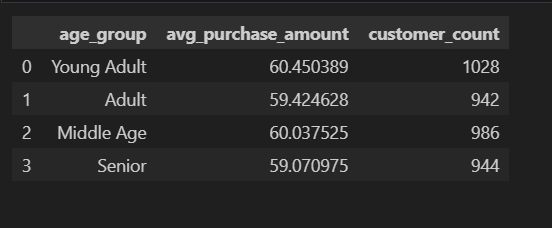 age_group avg_purchase_amount customer_count
0 Young Adult 60.450389 1028
1 Adult 59.424628 942
2 Middle Age 60.037525 986
3 Senior 59.070975 944